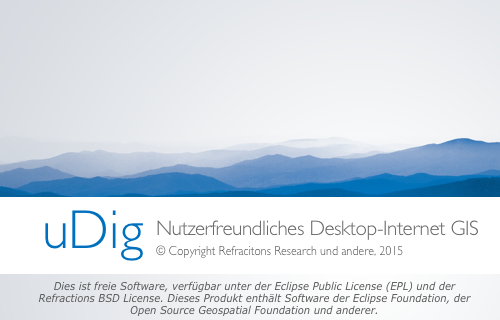 uDig Nutzerfreundliches Desktop-Internet GIS
© Copyright Refracitons Research und andere, 2015
Dies ist freie Software, verfügbar unter der Eclipse Public License (EPL) und der
Refractions BSD License. Dieses Produkt enthält Software der Eclipse Foundation, der
Open Source Geospatial Foundation und anderer.